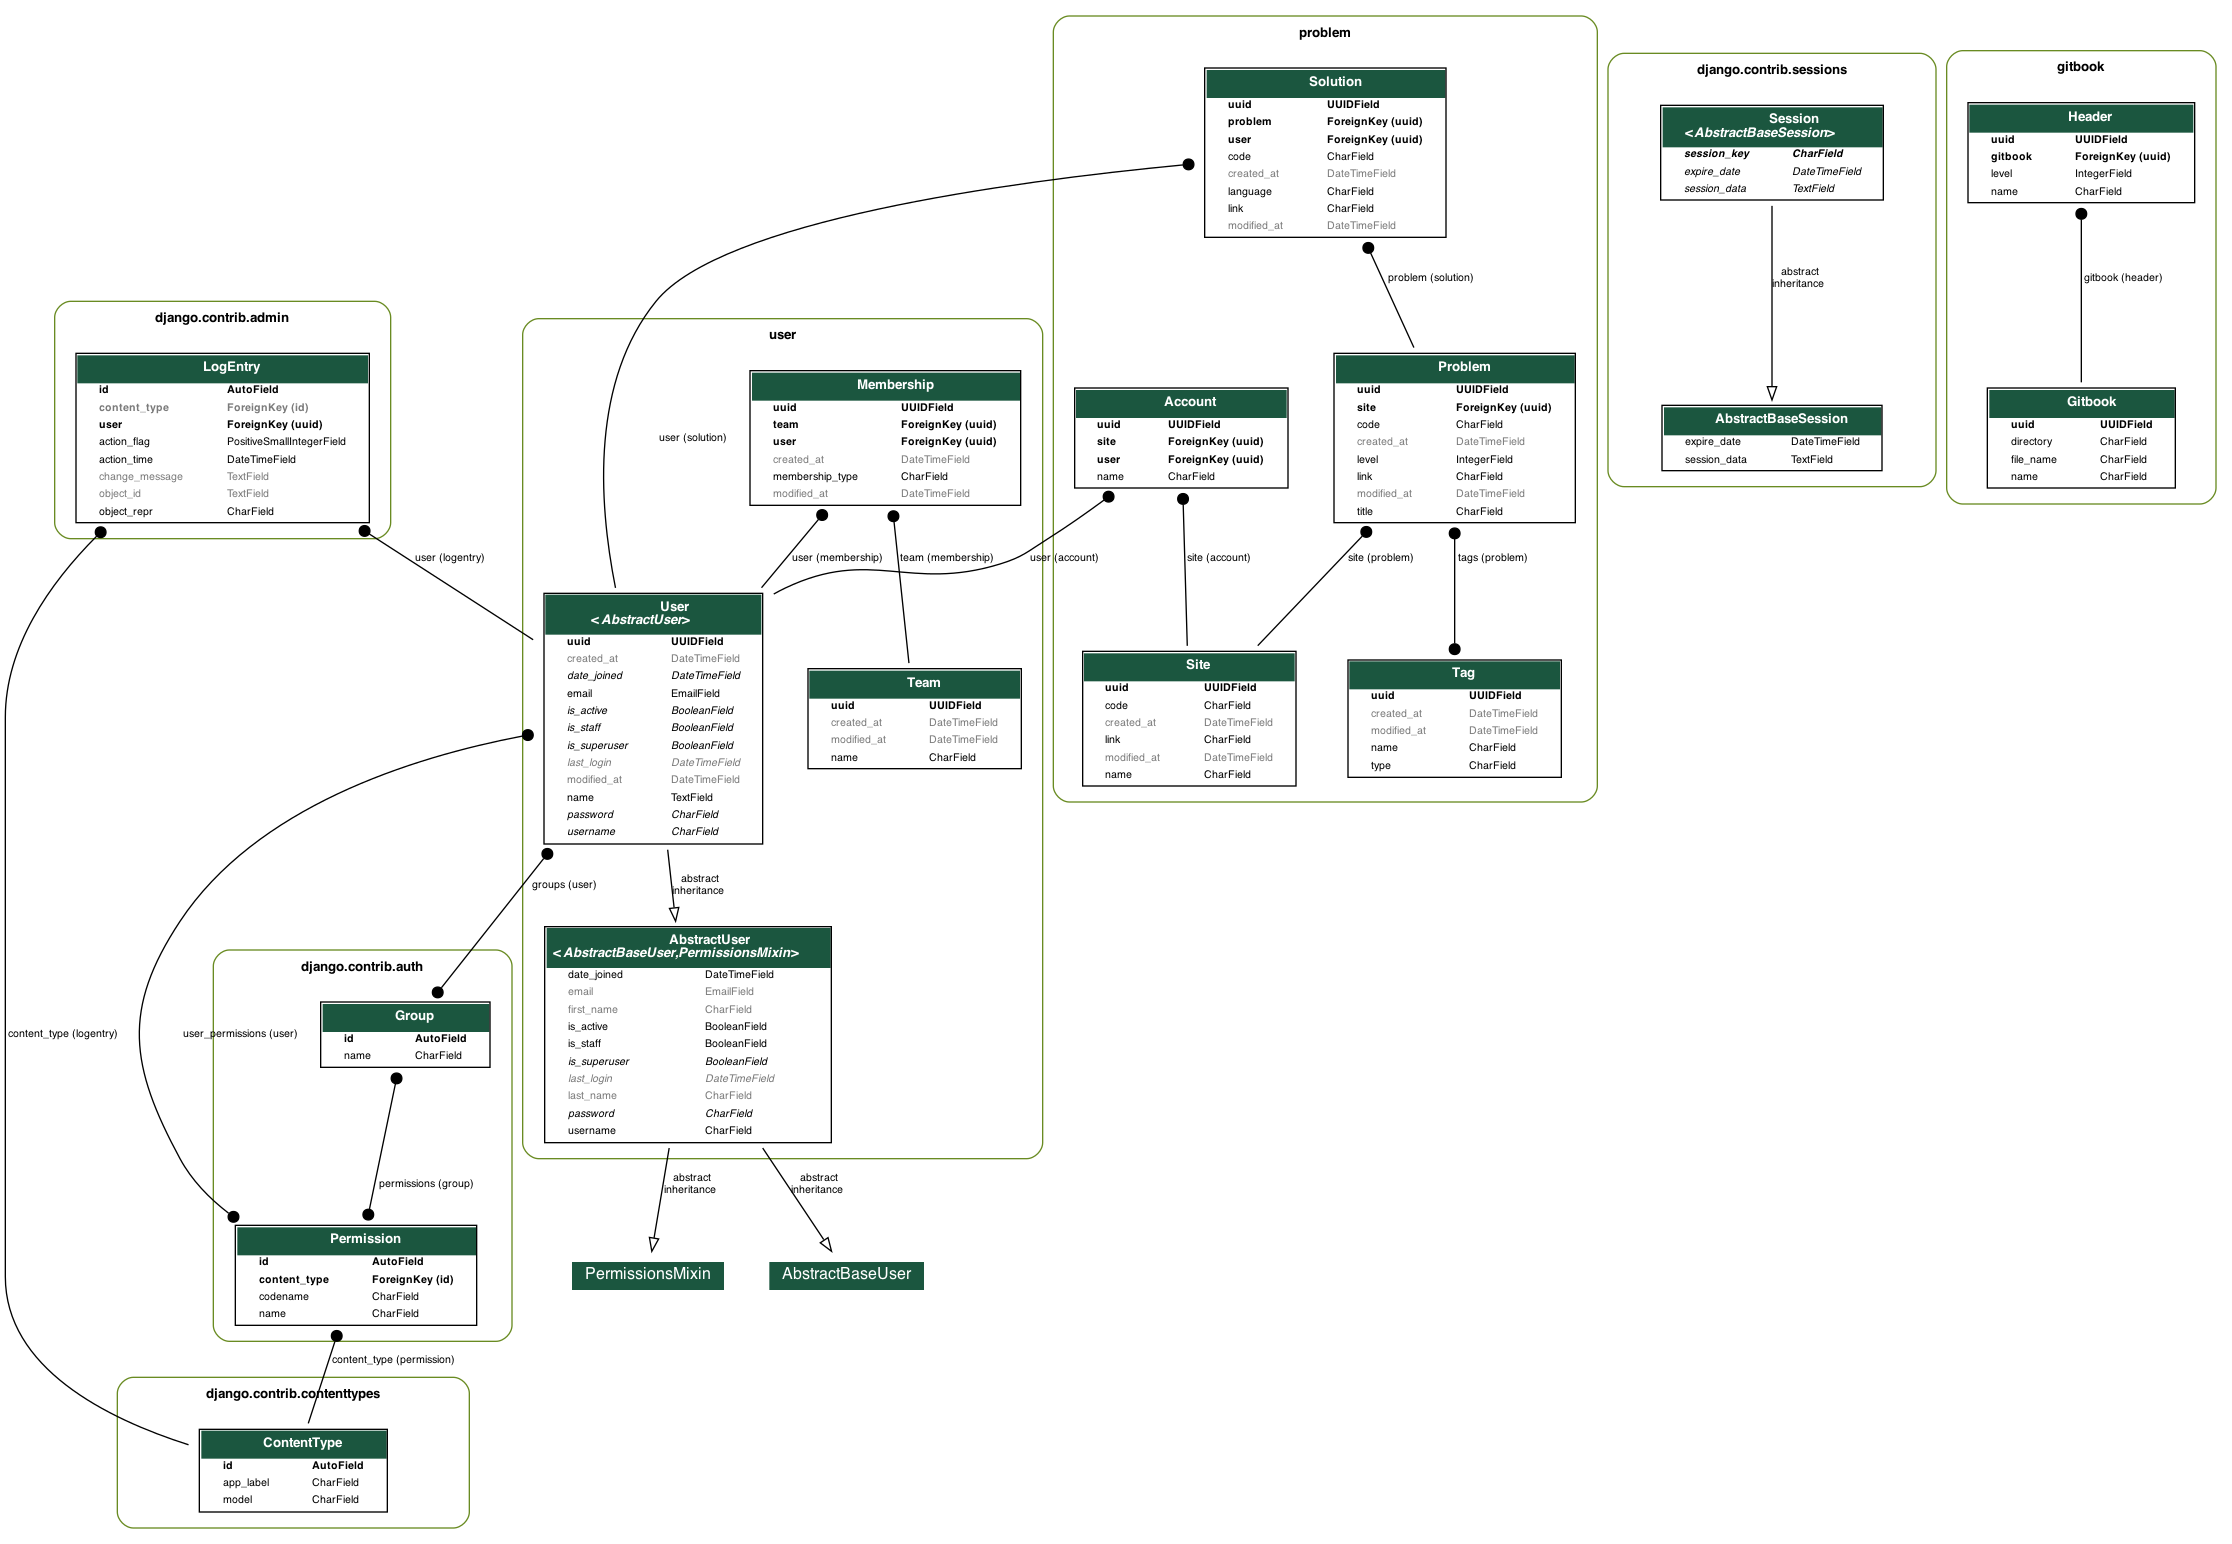 problem
Solution
uuid UUIDField
problem ForeignKey (uuid)
user ForeignKey (uuid)
code CharField
created_at DateTimeField
language CharField
link CharField
modified_at DateTimeField
problem (solution)
user (solution)
Account
uuid UUIDField
site ForeignKey (uuid)
user ForeignKey (uuid)
name CharField
Problem
uuid UUIDField
site ForeignKey (uuid)
code CharField
created_at DateTimeField
level IntegerField
link CharField
modified_at DateTimeField
title CharField
user (account)
site (account)
site (problem)
tags (problem)
Site
uuid UUIDField
code CharField
created_at DateTimeField
link CharField
modified_at DateTimeField
name CharField
Tag
uuid UUIDField
created_at DateTimeField
modified_at DateTimeField
name CharField
type CharField
django.contrib.sessions
Session
<AbstractBaseSession>
session_key CharField
expire_date DateTimeField
session_data TextField
abstract
inheritance
AbstractBaseSession
expire_date DateTimeField
session_data TextField
gitbook
Header
uuid UUIDField
gitbook ForeignKey (uuid)
level IntegerField
name CharField
gitbook (header)
Gitbook
uuid UUIDField
directory CharField
file_name CharField
name CharField
django.contrib.admin
LogEntry
id AutoField
content_type ForeignKey (id)
user ForeignKey (uuid)
action_flag PositiveSmallIntegerField
action_time DateTimeField
change_message TextField
object_id TextField
object_repr CharField
user (logentry)
content_type (logentry)
user
Membership
uuid UUIDField
team ForeignKey (uuid)
user ForeignKey (uuid)
created_at DateTimeField
membership_type CharField
modified_at DateTimeField
user (membership)
team (membership)
User
<AbstractUser>
uuid UUIDField
created_at DateTimeField
date_joined DateTimeField
email EmailField
is_active BooleanField
is_staff BooleanField
is_superuser BooleanField
last_login DateTimeField
modified_at DateTimeField
name TextField
password CharField
username CharField
Team
uuid UUIDField
created_at DateTimeField
modified_at DateTimeField
name CharField
groups (user)
abstract
inheritance
AbstractUser
<AbstractBaseUser,PermissionsMixin>
date_joined DateTimeField
email EmailField
first_name CharField
is_active BooleanField
is_staff BooleanField
is_superuser BooleanField
last_login DateTimeField
last_name CharField
password CharField
username CharField
abstract
inheritance
abstract
inheritance
PermissionsMixin
AbstractBaseUser
django.contrib.auth
Group
id AutoField
name CharField
user_permissions (user)
permissions (group)
Permission
id AutoField
content_type ForeignKey (id)
codename CharField
name CharField
content_type (permission)
django.contrib.contenttypes
ContentType
id AutoField
app_label CharField
model CharField